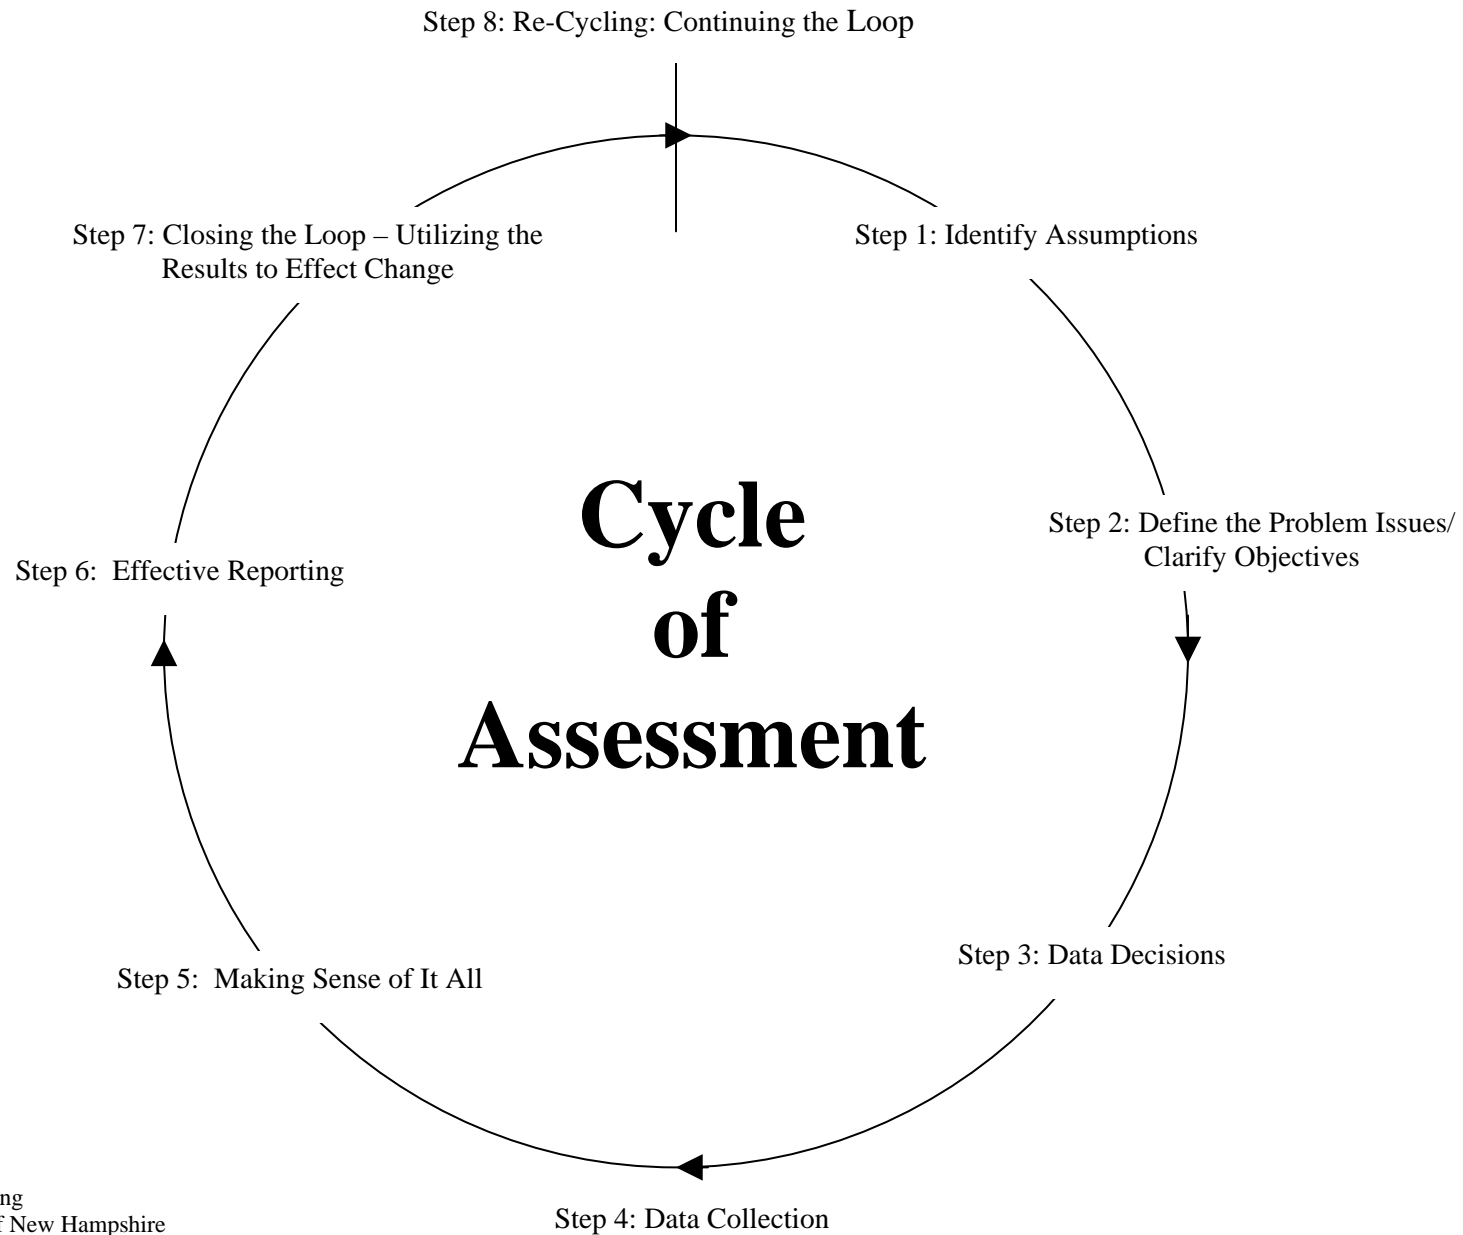 Step 8: Re-Cycling: Continuing the Loop
Step 7: Closing the Loop – Utilizing the
Results to Effect Change
Step 1: Identify Assumptions
Step 2: Define the Problem Issues/
Clarify Objectives
Cycle
of
Assessment
Step 6:  Effective Reporting
Step 3: Data Decisions
Step 5:  Making Sense of It All
Step 4: Data Collection
New Hampshire